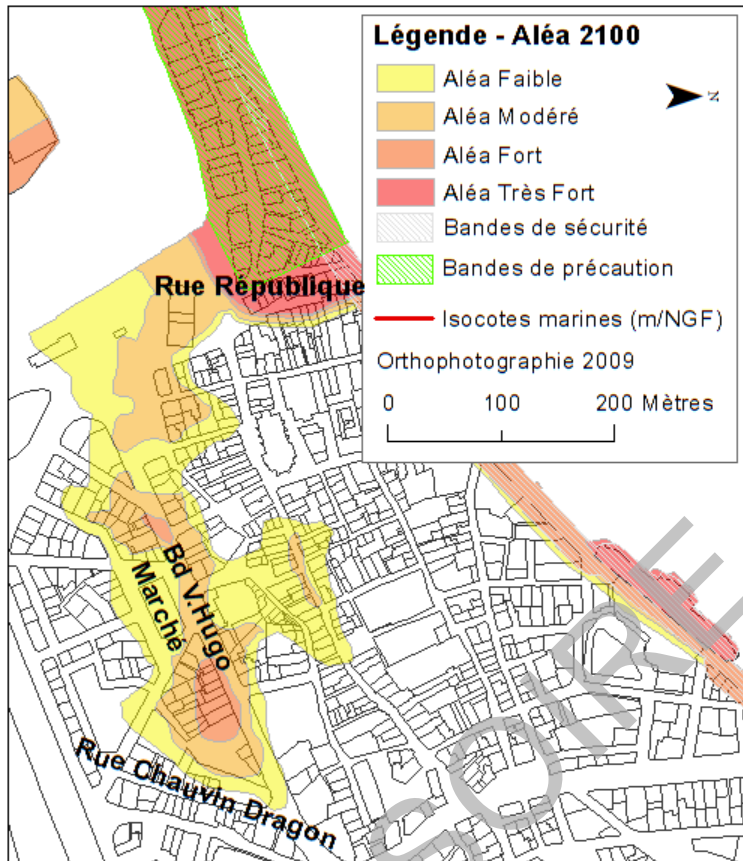 Légende - Aléa 2100
Aléa Faible
N
Aléa Modéré
Aléa Fort
Aléa Très Fort
Bandes de sécurité
Bandes de précaution
Isocotes marines (m/NGF)
Orthophotographie 2009
0 100 200 Mètres
Rue République
Bd V.Hugo
Marché
Rue Chauvin Dragon
SOIRE